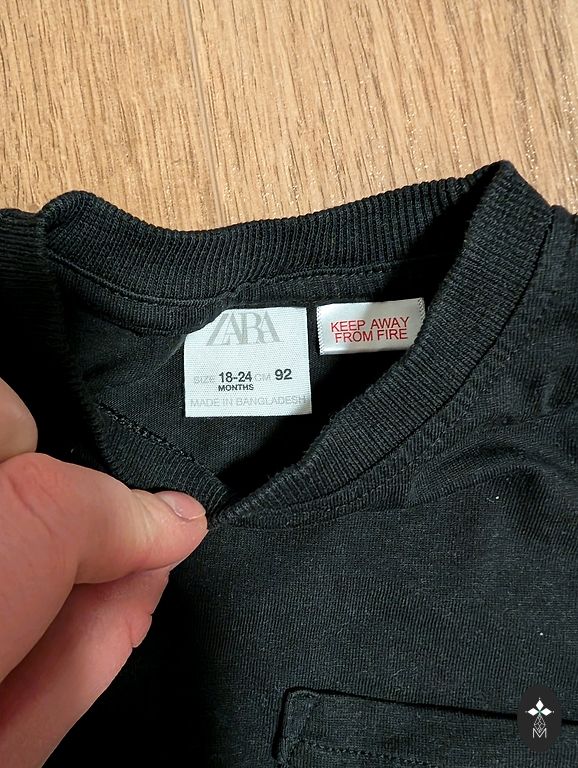 ZARA
SIZE 18-24 CM 92
MONTHS
MADE IN BANGLADESH
KEEP AWAY
FROM FIRE
M